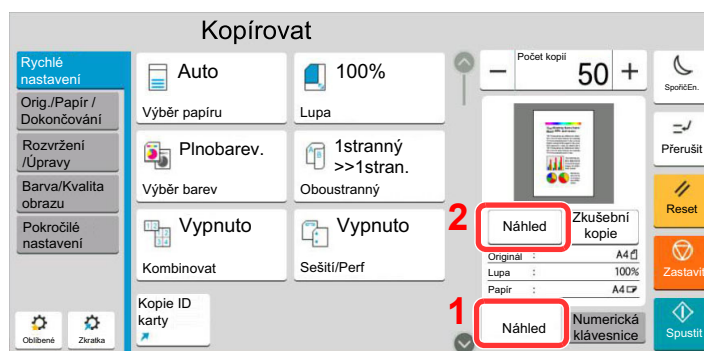 Kopírovat
Rychlé
nastavení
Orig./Papír /
Dokončování
Rozvržení
/Úpravy
Barva/Kvalita
obrazu
Pokročilé
nastavení
Oblíbené
Zkratka
Auto
Výběr papíru
100%
Lupa
Plnobarev.
Výběr barev
1stranný
>>1stran.
Oboustranný
Vypnuto
Kombinovat
Vypnuto
Sešití/Perf
Kopie ID
karty
Počet kopií
− 50 +
2
Náhled
Zkušební
kopie
Originál : A4
Lupa : 100%
Papír : A4
1
Náhled
Numerická
klávesnice
SpořičEn.
Přerušit
Reset
Zastavit
Spustit